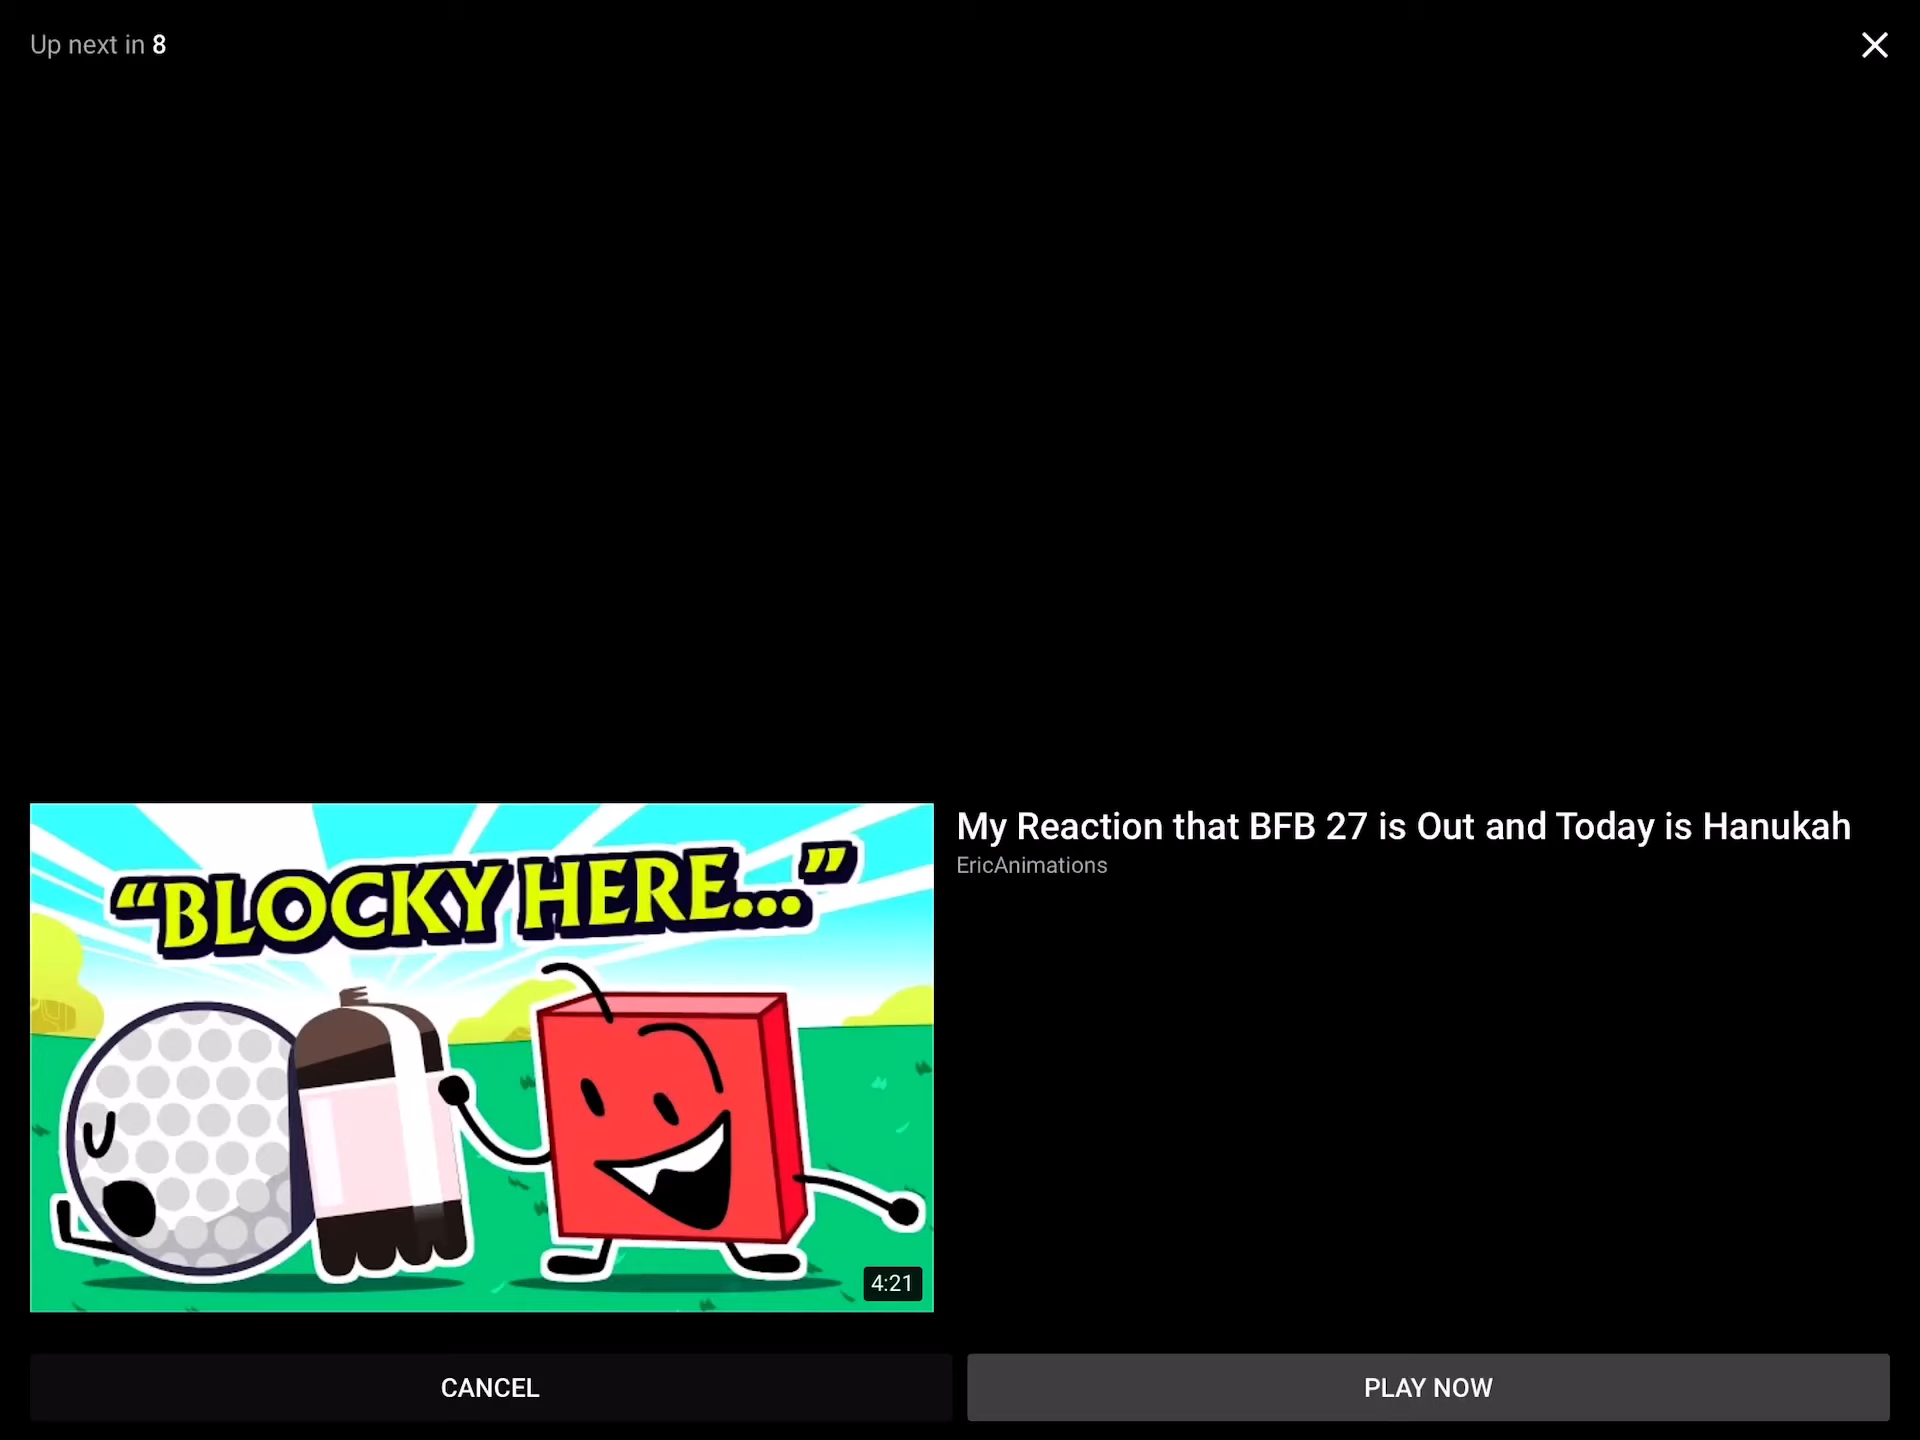 Up next in 8
"BLOCKY HERE..."
4:21
My Reaction that BFB 27 is Out and Today is Hanukah
EricAnimations
CANCEL
PLAY NOW